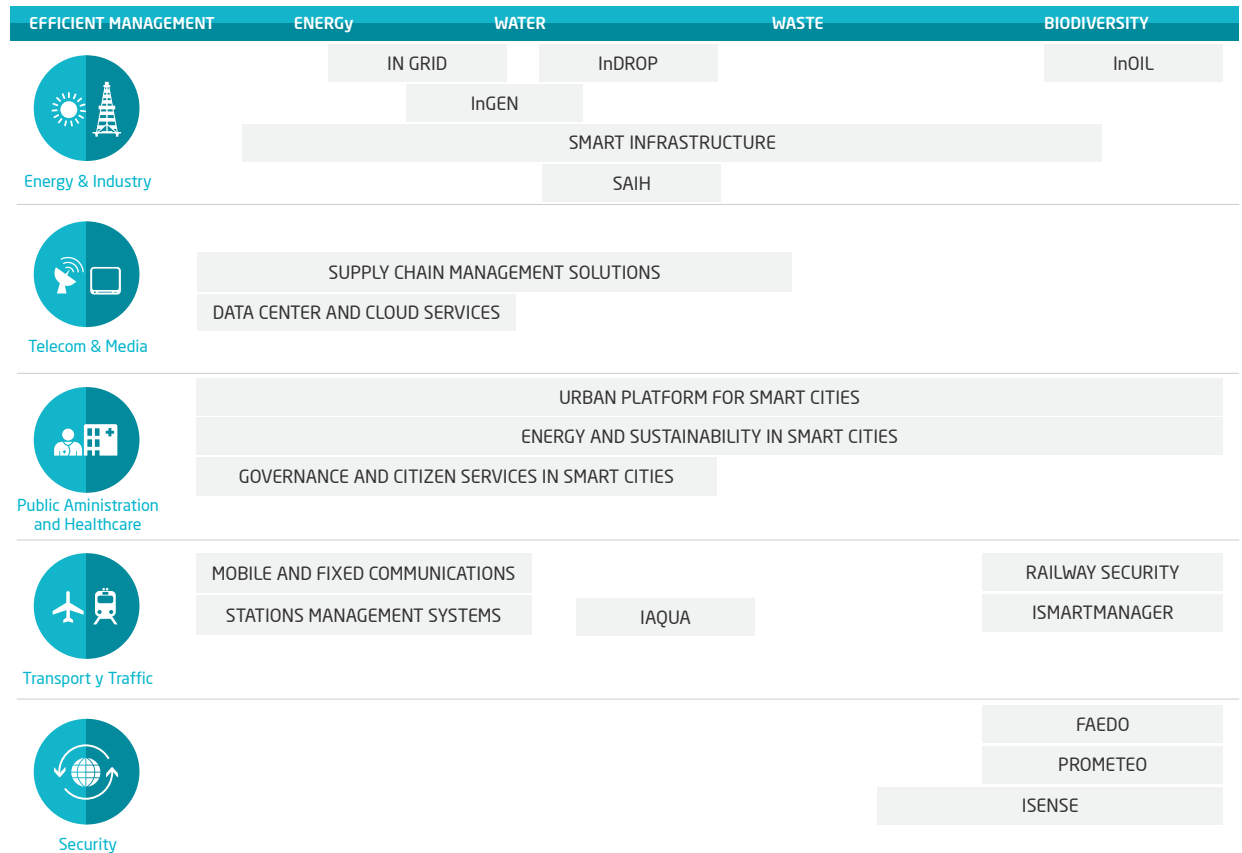 EFFICIENT MANAGEMENT ENERGy WATER WASTE BIODIVERSITY
IN GRID InDROP InOIL
InGEN
SMART INFRASTRUCTURE
SAIH
Energy & Industry
SUPPLY CHAIN MANAGEMENT SOLUTIONS
DATA CENTER AND CLOUD SERVICES
Telecom & Media
URBAN PLATFORM FOR SMART CITIES
ENERGY AND SUSTAINABILITY IN SMART CITIES
GOVERNANCE AND CITIZEN SERVICES IN SMART CITIES
Public Aministration
and Healthcare
MOBILE AND FIXED COMMUNICATIONS RAILWAY SECURITY
STATIONS MANAGEMENT SYSTEMS IAQUA ISMARTMANAGER
Transport y Traffic
FAEDO
PROMETEO
ISENSE
Security